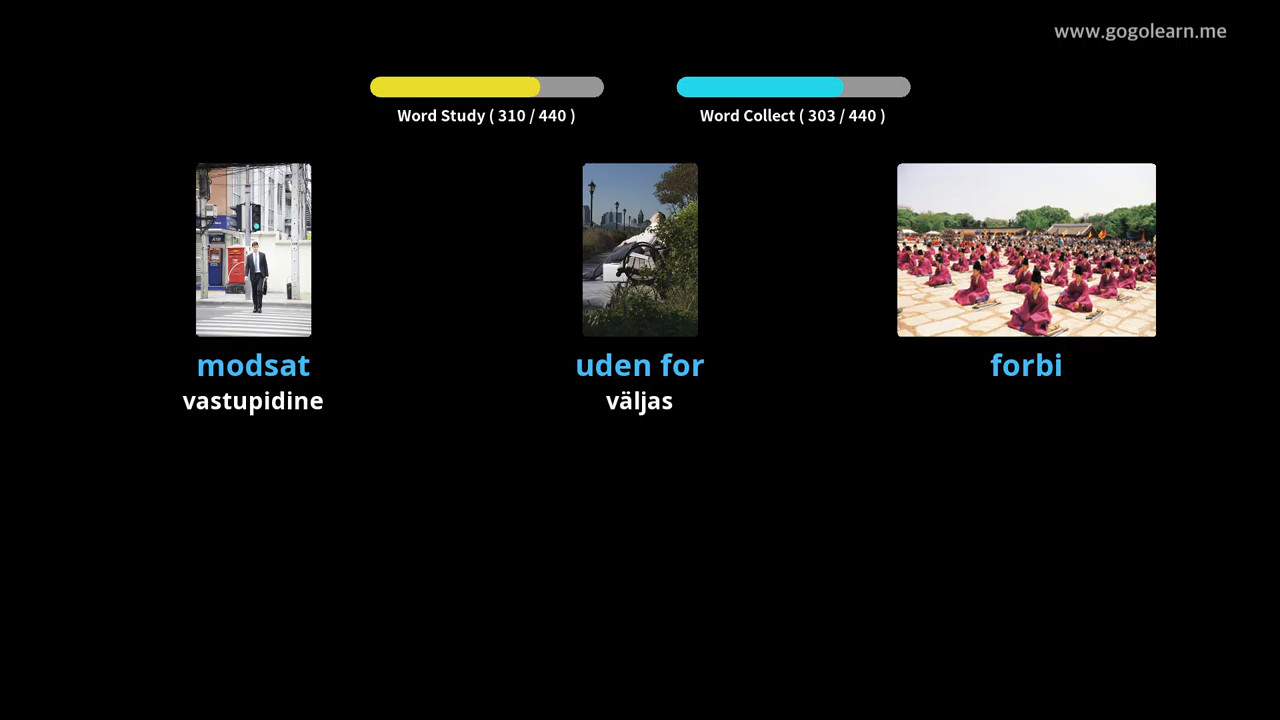 www.gogolearn.me
Word Study ( 310 / 440 )
Word Collect ( 303 / 440 )
modsat
uden for
forbi
vastupidine
väljas